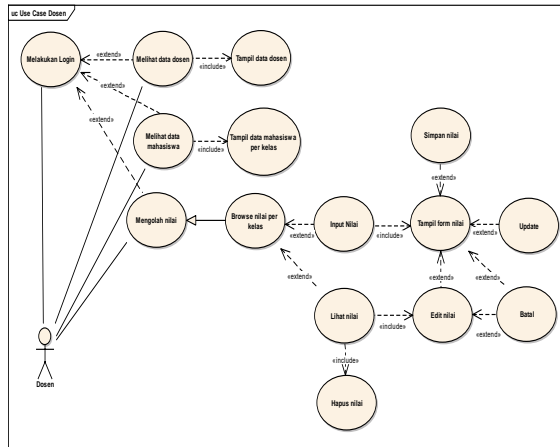 uc Use Case Dosen
Melakukan Login
«extend»
Melihat data dosen
«include»
Tampil data dosen
«extend»
«extend»
Melihat data
mahasiswa
«include»
Tampil data mahasiswa
per kelas
Simpan nilai
«extend»
Mengolah nilai
Browse nilai per
kelas
«extend»
Input Nilai
«include»
Tampil form nilai
«extend»
Update
«extend»
«extend»
«extend»
Lihat nilai
«include»
Edit nilai
«extend»
Batal
«include»
Hapus nilai
Dosen